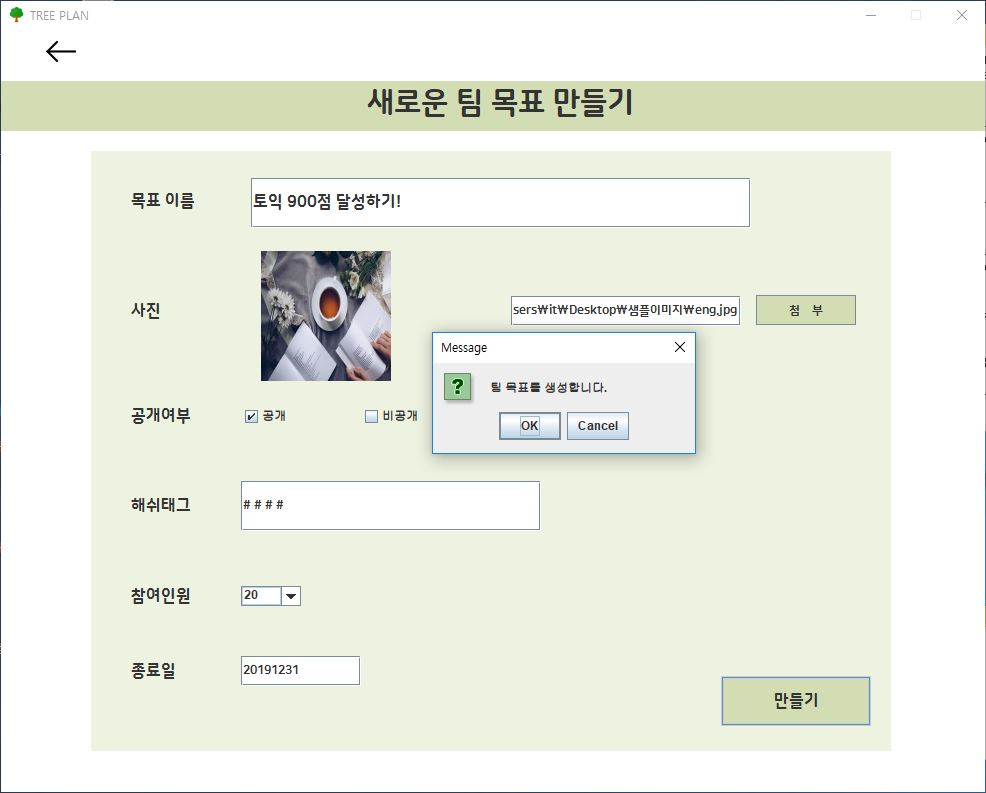 TREE PLAN
새로운 팀 목표 만들기
목표 이름
토익 900점 달성하기!
사진
sers\it\Desktop\샘플이미지\eng.jpg
첨 부
Message
? 팀 목표를 생성합니다.
OK Cancel
공개여부
공개 비공개
해쉬태그
# # # #
참여인원
20
종료일
20191231
만들기